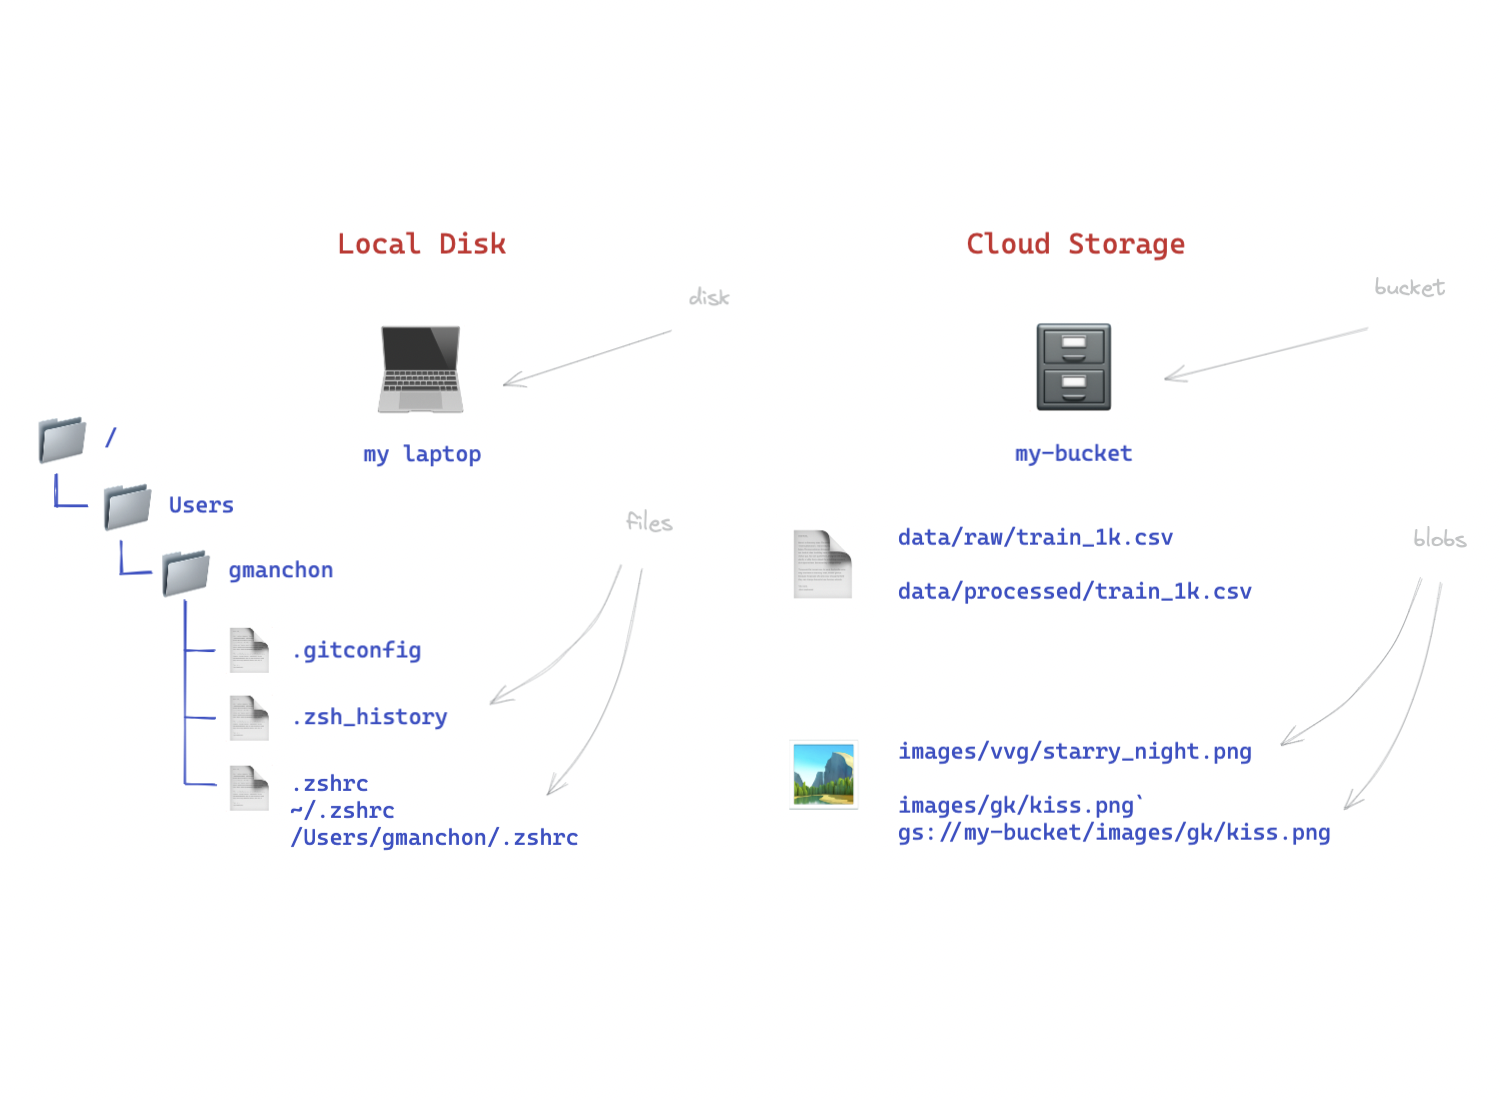 Local Disk
disk
my laptop
/
Users
gmanchon
files
.gitconfig
.zsh_history
.zshrc
~/.zshrc
/Users/gmanchon/.zshrc
Cloud Storage
bucket
my-bucket
blobs
data/raw/train_1k.csv
data/processed/train_1k.csv
images/vvg/starry_night.png
images/gk/kiss.png`
gs://my-bucket/images/gk/kiss.png